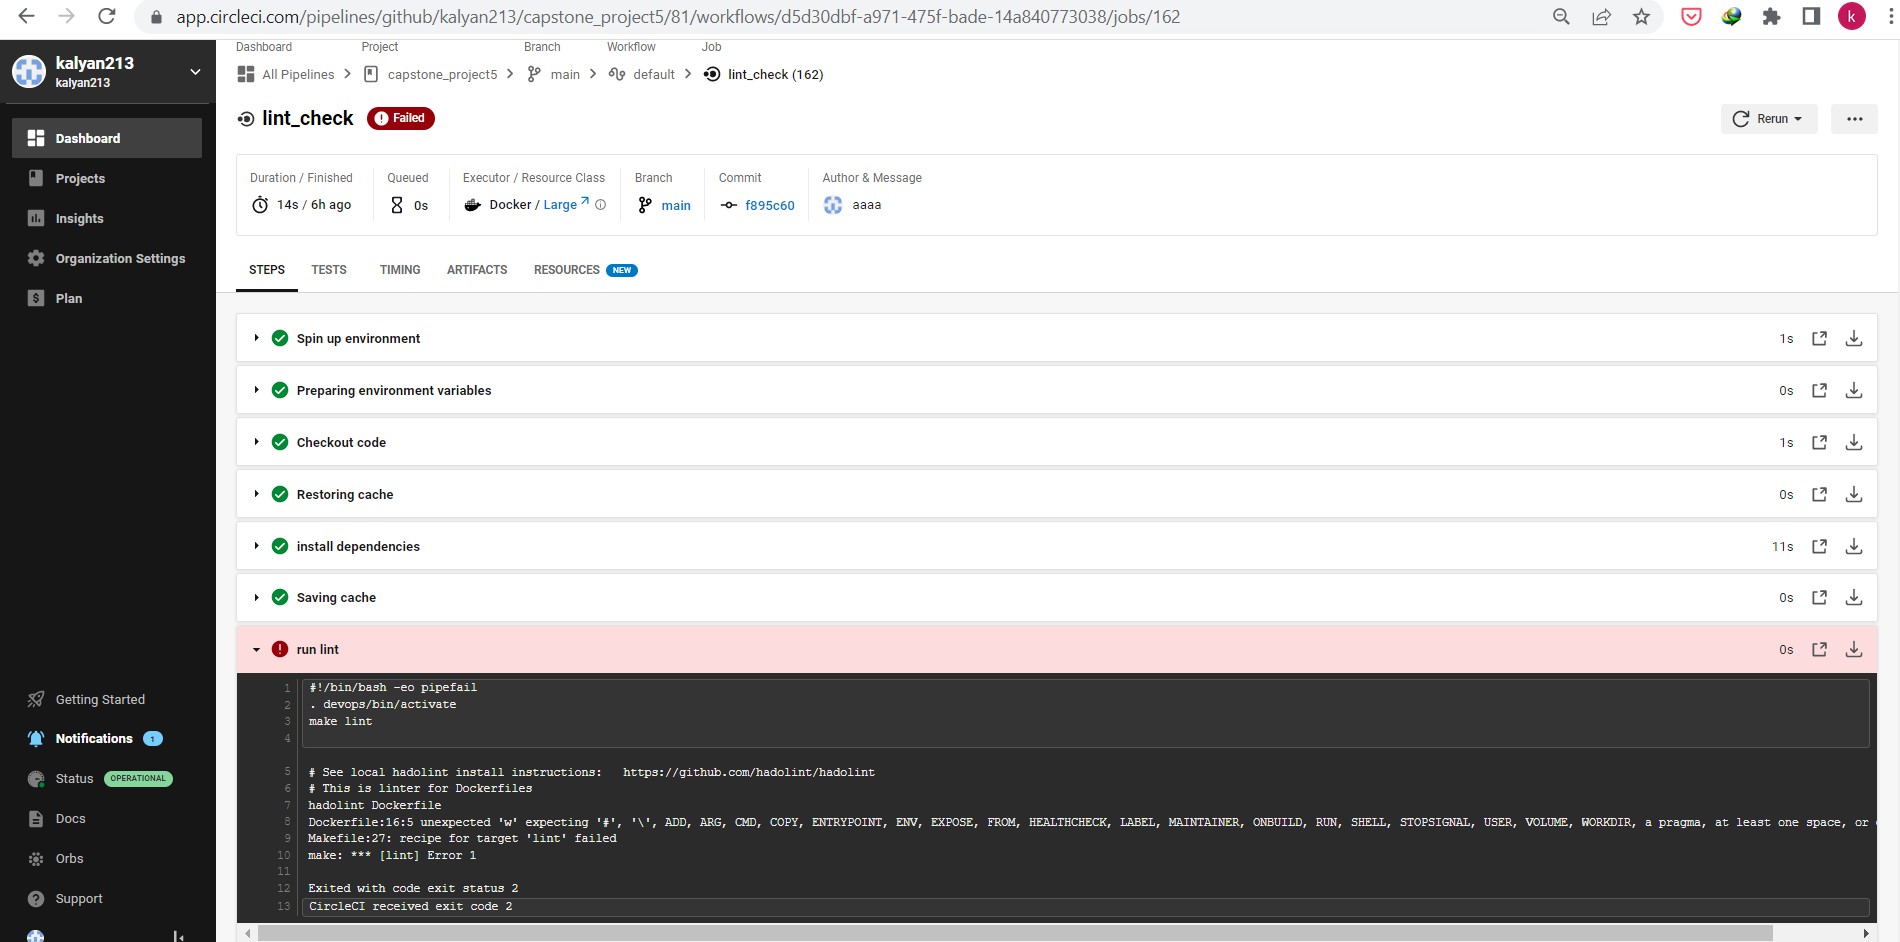 app.circleci.com/pipelines/github/kalyan213/capstone_project5/81/workflows/d5d30dbf-a971-475f-bade-14a840773038/jobs/162
k
kalyan213
kalyan213
Dashboard
Projects
Insights
Organization Settings
Plan
Getting Started
Notifications 1
Status OPERATIONAL
Docs
Orbs
Support
Dashboard Project Branch Workflow Job
All Pipelines capstone_project5 main default lint_check (162)
lint_check Failed
Rerun
Duration / Finished Queued Executor / Resource Class Branch Commit Author & Message
14s / 6h ago 0s Docker / Large main f895c60 aaaa
STEPS TESTS TIMING ARTIFACTS RESOURCES NEW
Spin up environment 1s
Preparing environment variables 0s
Checkout code 1s
Restoring cache 0s
install dependencies 11s
Saving cache 0s
run lint 0s
1 #!/bin/bash -eo pipefail
2 . devops/bin/activate
3 make lint
4
5 # See local hadolint install instructions: https://github.com/hadolint/hadolint
6 # This is linter for Dockerfiles
7 hadolint Dockerfile
8 Dockerfile:16:5 unexpected 'w' expecting '#', '\', ADD, ARG, CMD, COPY, ENTRYPOINT, ENV, EXPOSE, FROM, HEALTHCHECK, LABEL, MAINTAINER, ONBUILD, RUN, SHELL, STOPSIGNAL, USER, VOLUME, WORKDIR, a pragma, at least one space, or
9 Makefile:27: recipe for target 'lint' failed
10 make: *** [lint] Error 1
11
12 Exited with code exit status 2
13 CircleCI received exit code 2